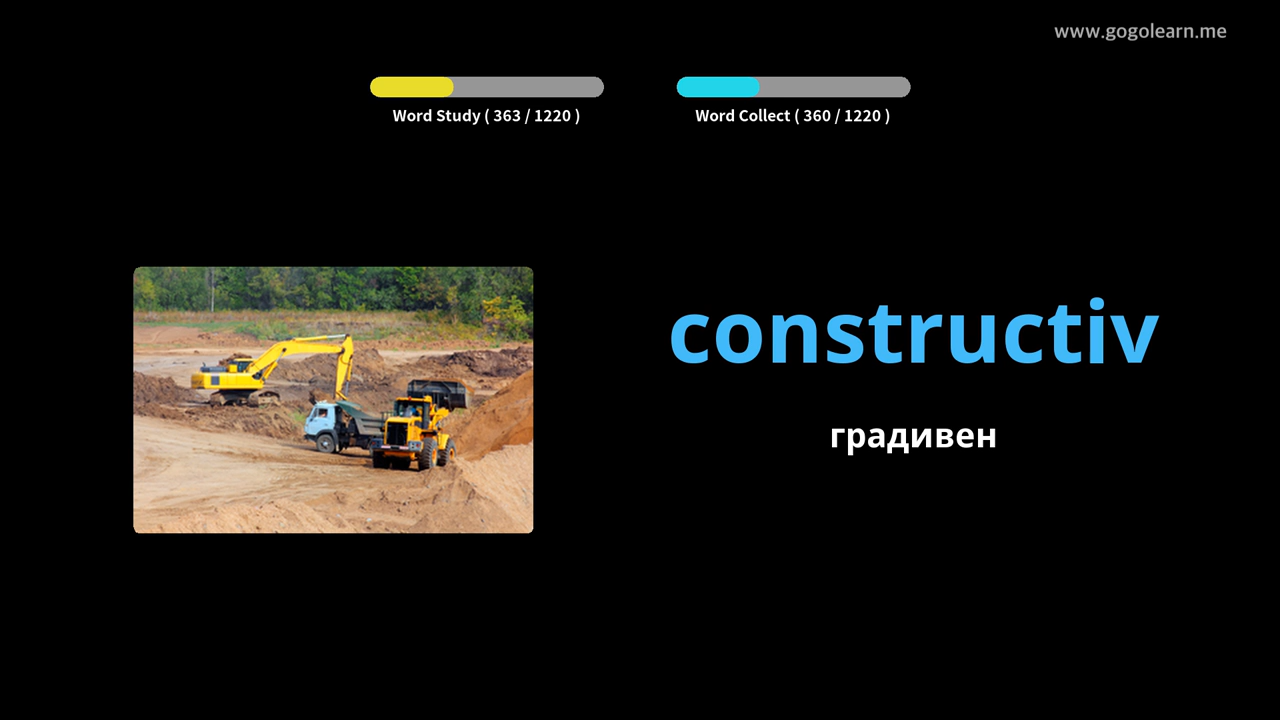 www.gogolearn.me
Word Study ( 363 / 1220 )
Word Collect ( 360 / 1220 )
constructiv
градивен